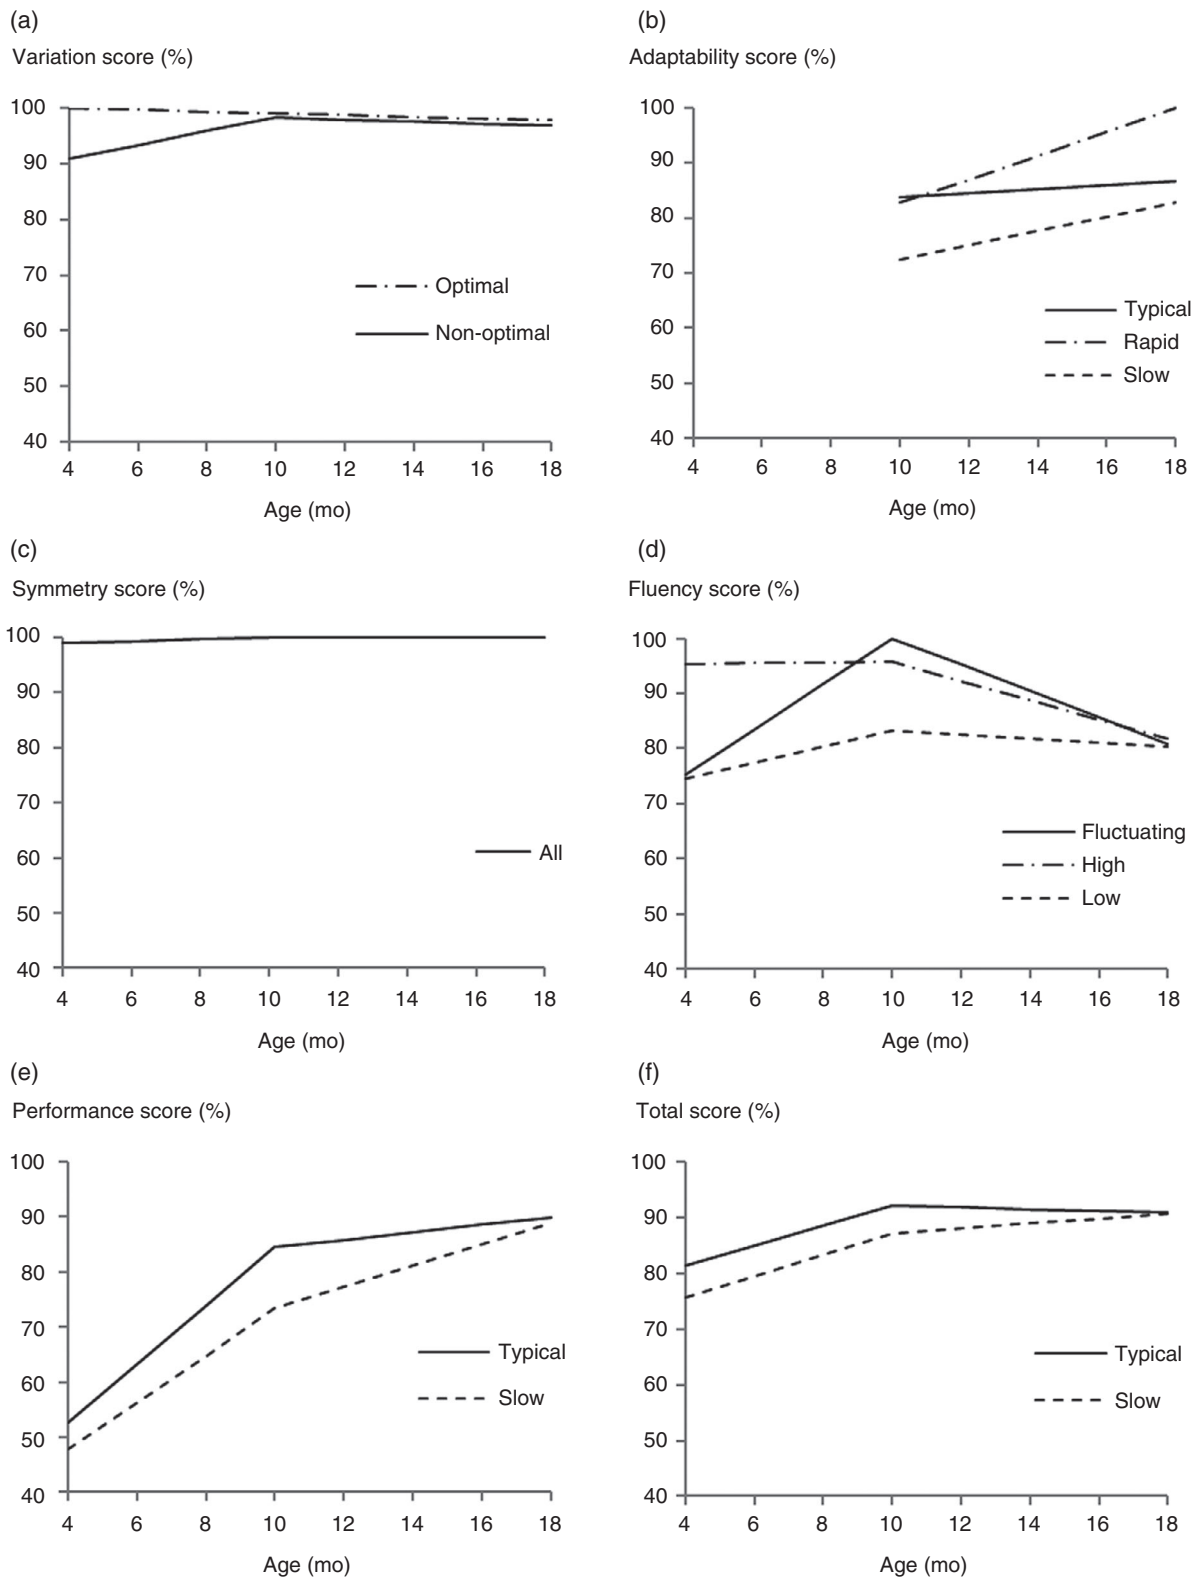 (a)
Variation score (%)
100
90
80
70
60
50
40
4 6 8 10 12 14 16 18
Age (mo)
Optimal
Non-optimal
(b)
Adaptability score (%)
100
90
80
70
60
50
40
4 6 8 10 12 14 16 18
Age (mo)
Typical
Rapid
Slow
(c)
Symmetry score (%)
100
90
80
70
60
50
40
4 6 8 10 12 14 16 18
Age (mo)
All
(d)
Fluency score (%)
100
90
80
70
60
50
40
4 6 8 10 12 14 16 18
Age (mo)
Fluctuating
High
Low
(e)
Performance score (%)
100
90
80
70
60
50
40
4 6 8 10 12 14 16 18
Age (mo)
Typical
Slow
(f)
Total score (%)
100
90
80
70
60
50
40
4 6 8 10 12 14 16 18
Age (mo)
Typical
Slow